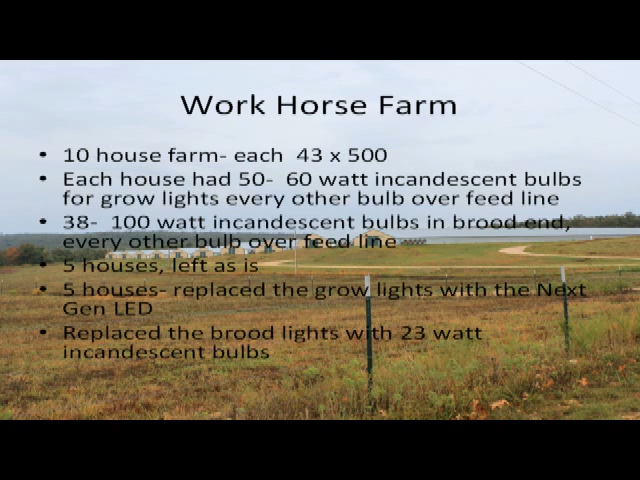 Work Horse Farm
• 10 house farm- each  43 x 500
• Each house had 50-  60 watt incandescent bulbs
for grow lights every other bulb over feed line
• 38-  100 watt incandescent bulbs in brood end,
every other bulb over feed line
• 5 houses, left as is
• 5 houses- replaced the grow lights with the Next
Gen LED
• Replaced the brood lights with 23 watt
incandescent bulbs